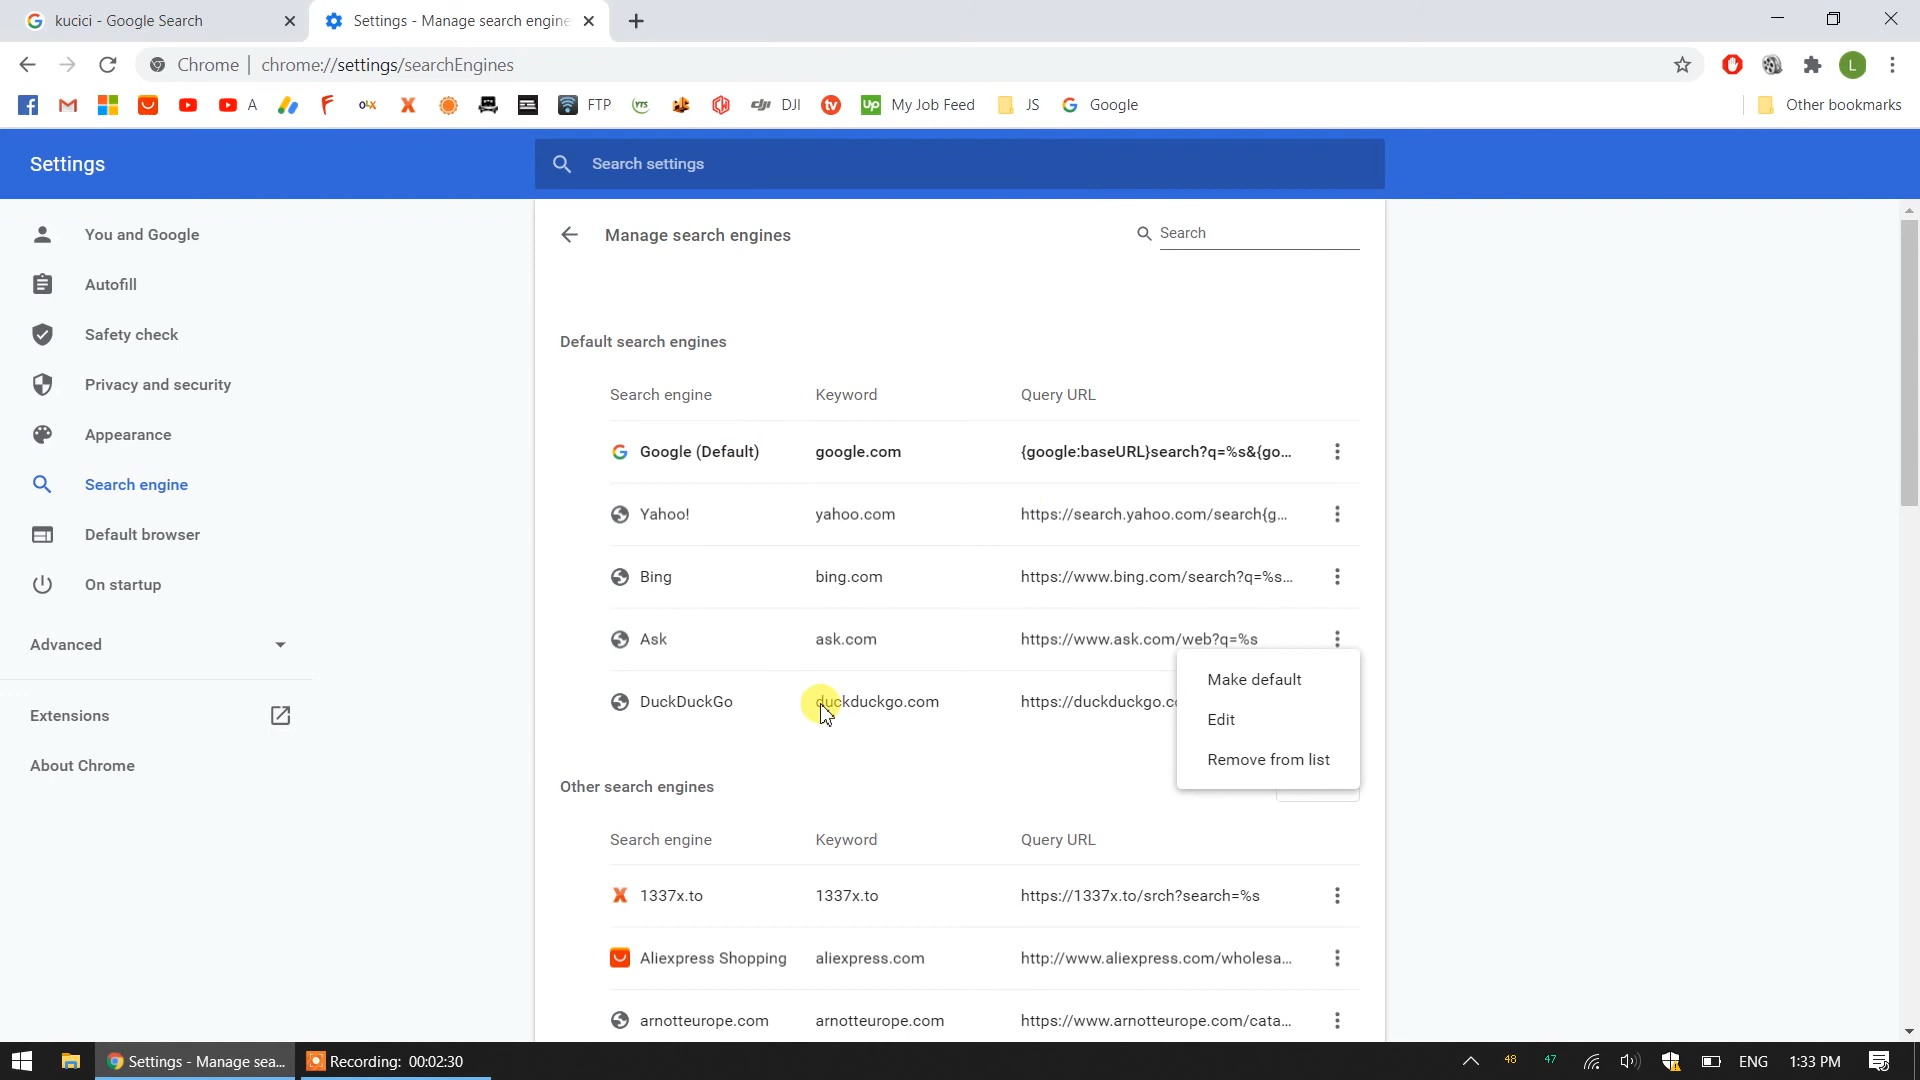 kucici - Google Search
Settings - Manage search engine
Chrome | chrome://settings/searchEngines
L
A
olx
FTP
YTS
DJI
tv
Up My Job Feed
JS
Google
Other bookmarks
Settings
Search settings
You and Google
Autofill
Safety check
Privacy and security
Appearance
Search engine
Default browser
On startup
Advanced
Extensions
About Chrome
Manage search engines
Search
Default search engines
Search engine Keyword Query URL
Google (Default) google.com {google:baseURL}search?q=%s&{go...
Yahoo! yahoo.com https://search.yahoo.com/search{g...
Bing bing.com https://www.bing.com/search?q=%s...
Ask ask.com https://www.ask.com/web?q=%s
DuckDuckGo duckduckgo.com https://duckduckgo.c
Make default
Edit
Remove from list
Other search engines
Search engine Keyword Query URL
1337x.to 1337x.to https://1337x.to/srch?search=%s
Aliexpress Shopping aliexpress.com http://www.aliexpress.com/wholesa...
arnotteurope.com arnotteurope.com https://www.arnotteurope.com/cata...
Settings - Manage sea...
Recording: 00:02:30
48
47
ENG
1:33 PM